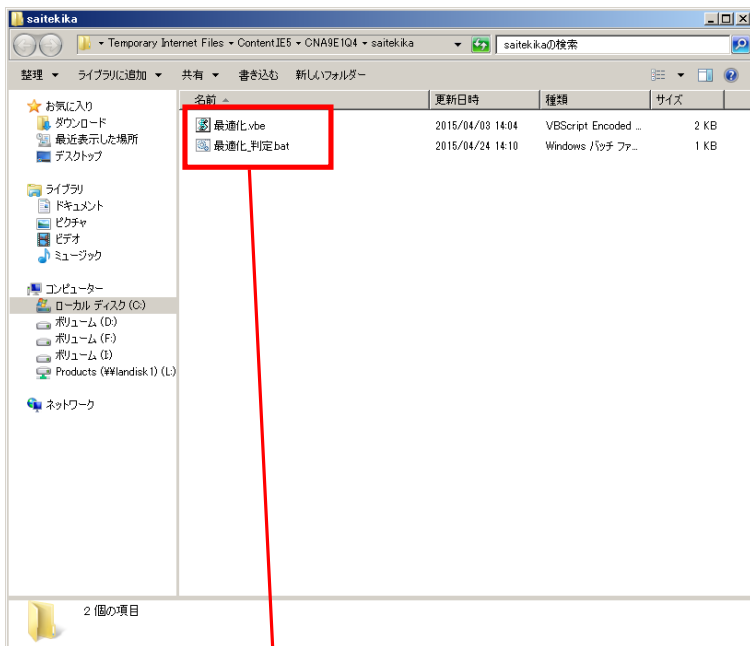 saitekika
Temporary Internet Files
Content.IE5
CNA9E1Q4
saitekika
saitekikaの検索
整理
ライブラリに追加
共有
書き込む
新しいフォルダー
名前
更新日時
種類
サイズ
お気に入り
ダウンロード
最近表示した場所
デスクトップ
ライブラリ
ドキュメント
ピクチャ
ビデオ
ミュージック
コンピューター
ローカル ディスク (C:)
ボリューム (D:)
ボリューム (F:)
ボリューム (I:)
Products (¥¥landisk1) (L:)
ネットワーク
最適化.vbe 2015/04/03 14:04 VBScript Encoded ... 2 KB
最適化_判定.bat 2015/04/24 14:10 Windows バッチ ファ... 1 KB
2 個の項目